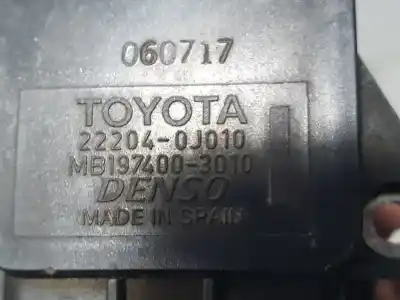 060717
TOYOTA
22204-0J010
MB197400-3010
DENSO
MADE IN SPAIN